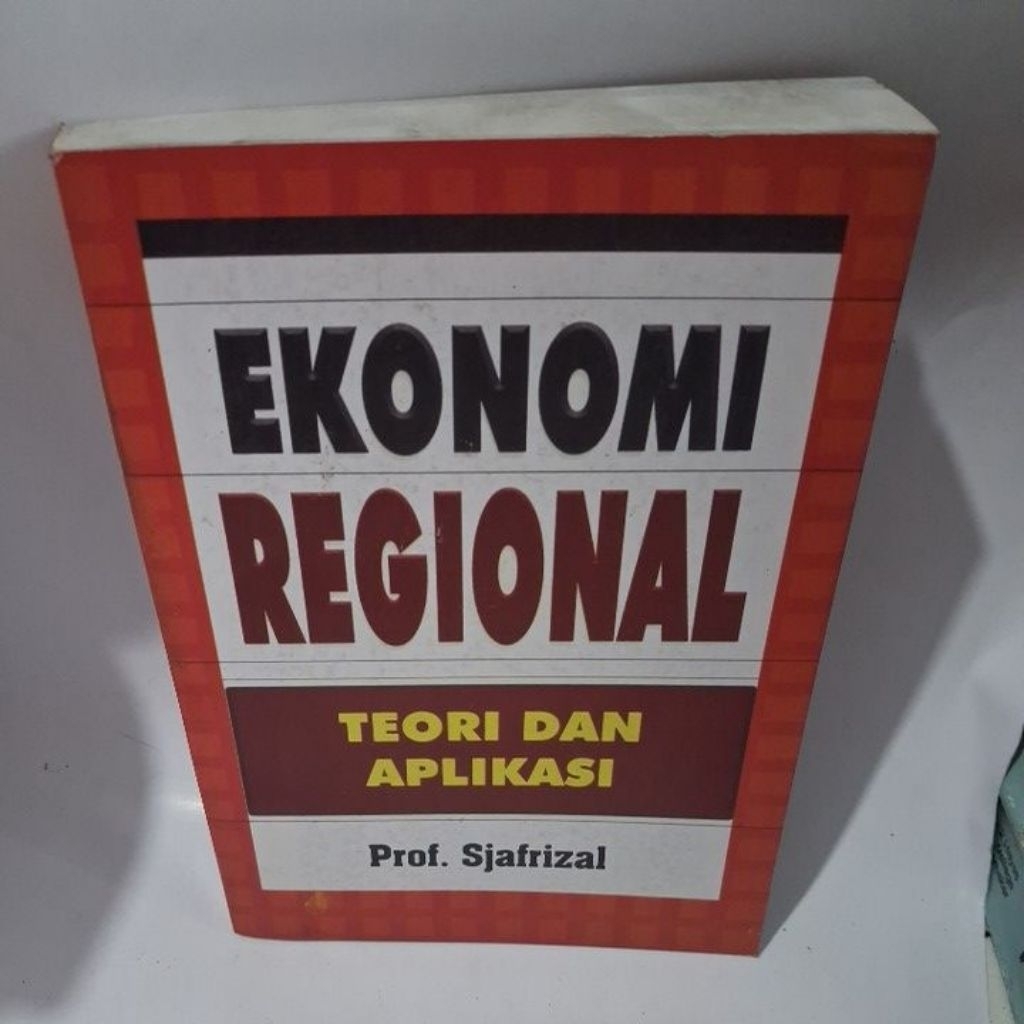 EKONOMI
REGIONAL
TEORI DAN
APLIKASI
Prof. Sjafrizal